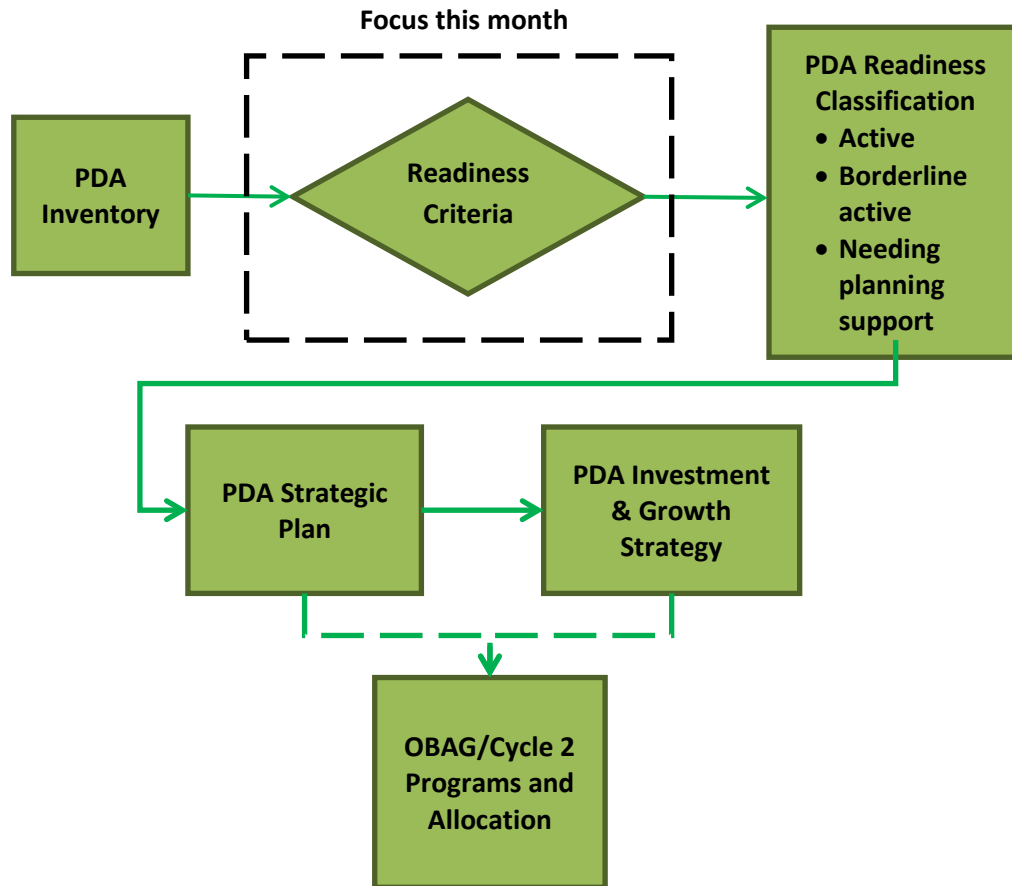 Focus this month
PDA
Inventory
Readiness
Criteria
PDA Readiness
Classification
• Active
• Borderline
active
• Needing
planning
support
PDA Strategic
Plan
PDA Investment
& Growth
Strategy
OBAG/Cycle 2
Programs and
Allocation